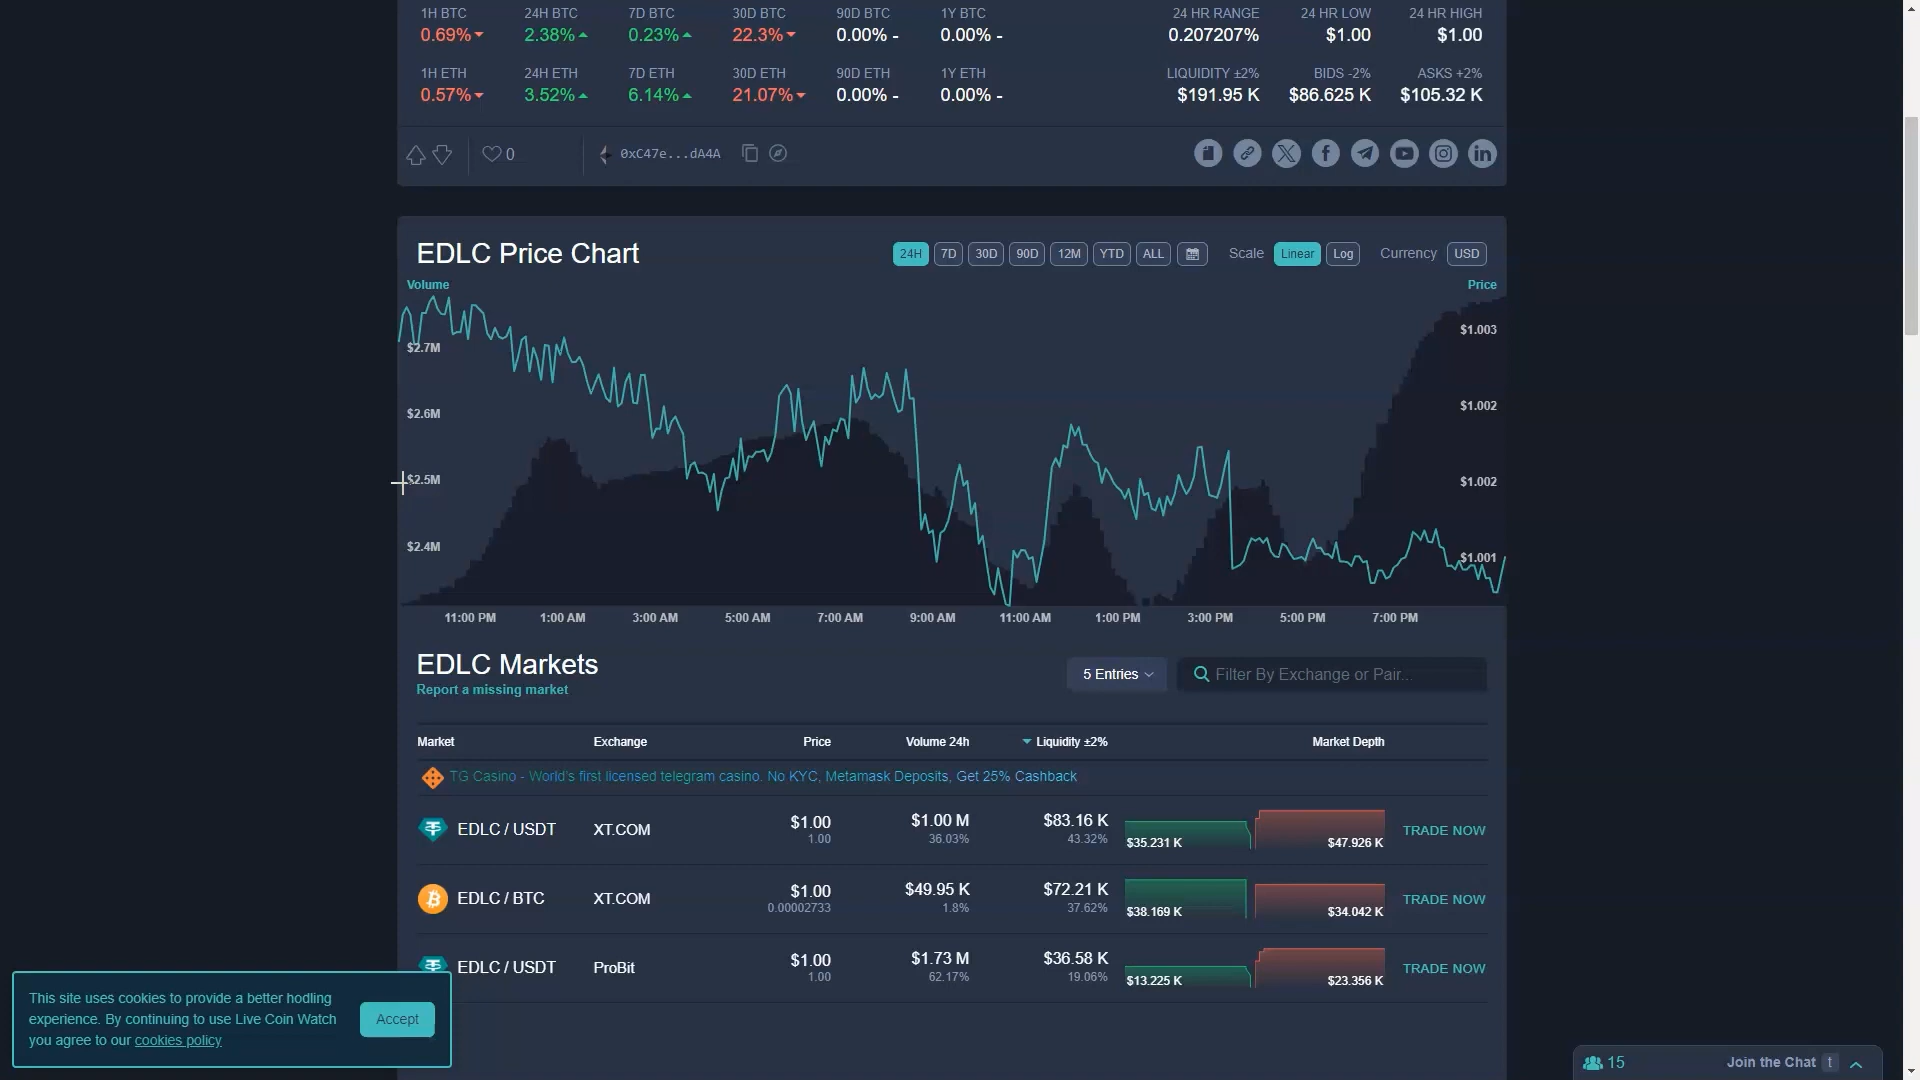 1H BTC 24H BTC 7D BTC 30D BTC 90D BTC 1Y BTC 24 HR RANGE 24 HR LOW 24 HR HIGH
0.69% 2.38% 0.23% 22.3% 0.00% - 0.00% - 0.207207% $1.00 $1.00
1H ETH 24H ETH 7D ETH 30D ETH 90D ETH 1Y ETH LIQUIDITY ±2% BIDS -2% ASKS +2%
0.57% 3.52% 6.14% 21.07% 0.00% - 0.00% - $191.95 K $86.625 K $105.32 K
0 0xC47e...dA4A
EDLC Price Chart 24H 7D 30D 90D 12M YTD ALL Scale Linear Log Currency USD
Volume Price
$1.003
$2.7M
$1.002
$2.6M
$2.5M $1.002
$2.4M $1.001
11:00 PM 1:00 AM 3:00 AM 5:00 AM 7:00 AM 9:00 AM 11:00 AM 1:00 PM 3:00 PM 5:00 PM 7:00 PM
EDLC Markets 5 Entries Filter By Exchange or Pair...
Report a missing market
Market Exchange Price Volume 24h Liquidity ±2% Market Depth
TG Casino - World's first licensed telegram casino. No KYC, Metamask Deposits, Get 25% Cashback
EDLC / USDT XT.COM $1.00 $1.00 M $83.16 K TRADE NOW
1.00 36.03% 43.32% $35.231 K $47.926 K
EDLC / BTC XT.COM $1.00 $49.95 K $72.21 K TRADE NOW
0.00002733 1.8% 37.62% $38.169 K $34.042 K
EDLC / USDT ProBit $1.00 $1.73 M $36.58 K TRADE NOW
1.00 62.17% 19.06% $13.225 K $23.356 K
This site uses cookies to provide a better hodling
experience. By continuing to use Live Coin Watch
you agree to our cookies policy
Accept
15 Join the Chat t